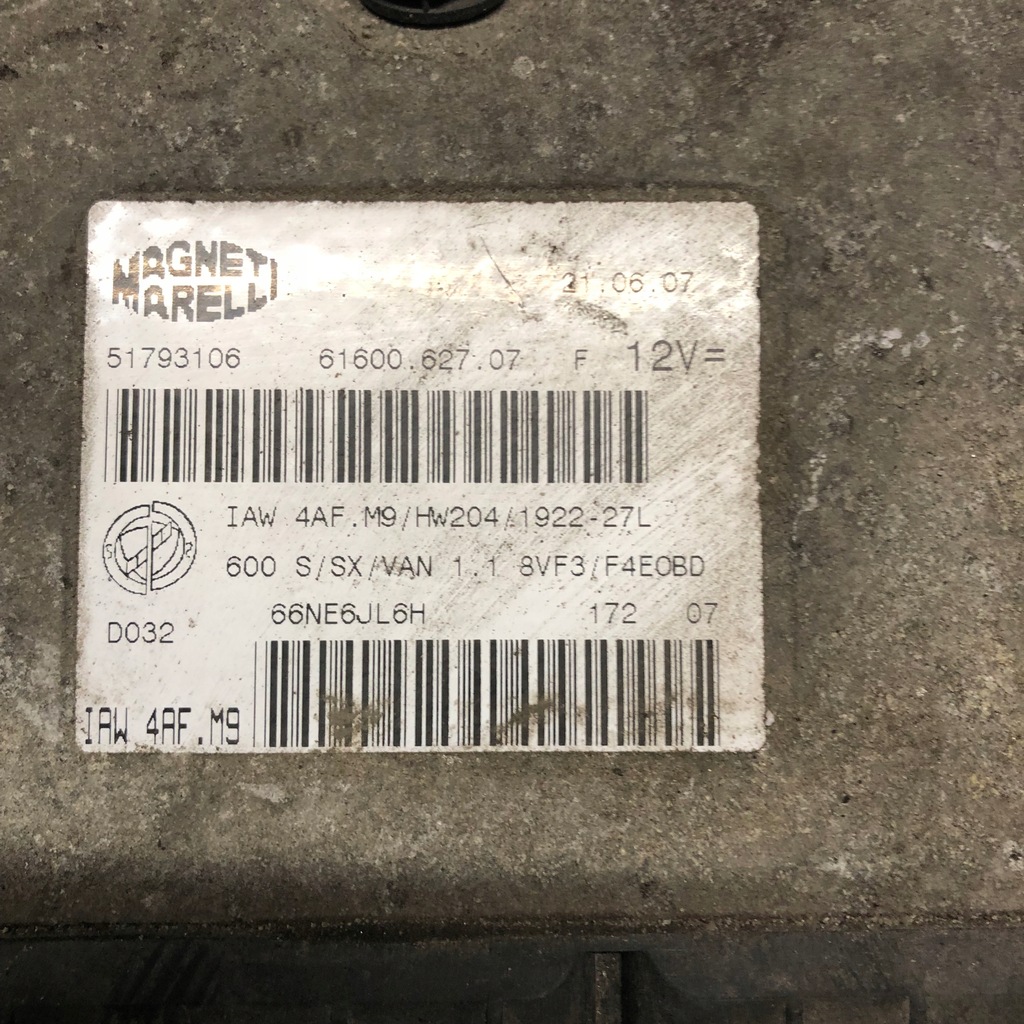 MAGNETI
MARELLI
21.06.07
51793106 61600.627.07 F 12V=
IAW 4AF.M9/HW204/1922-27L
600 S/SX/VAN 1.1 8VF3/F4EOBD
66NE6JL6H 172 07
D032
IAW 4AF.M9